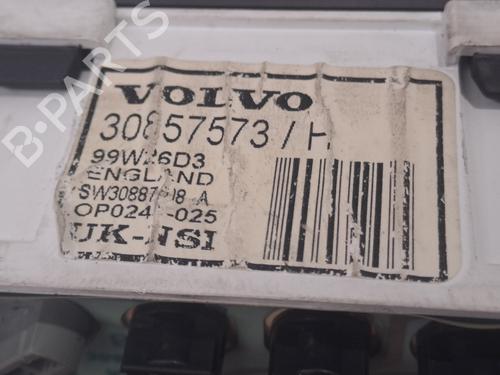 VOLVO
30857573/H
99W26D3
ENGLAND
UK-NSI
B-PARTS